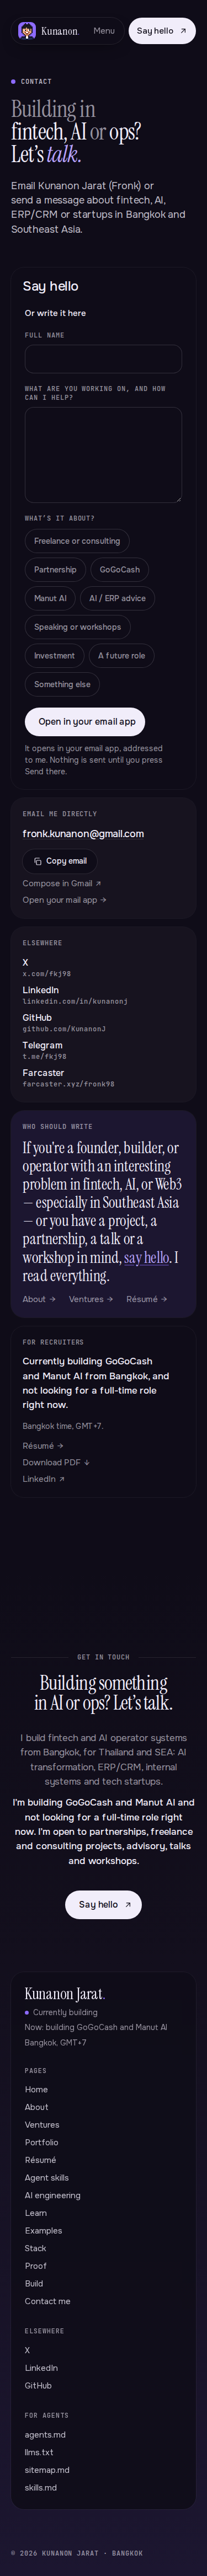 Kunanon.
Menu
Say hello ↗
CONTACT
Building in
fintech, AI or ops?
Let's talk.
Email Kunanon Jarat (Fronk) or
send a message about fintech, AI,
ERP/CRM or startups in Bangkok and
Southeast Asia.
Say hello
Or write it here
FULL NAME
WHAT ARE YOU WORKING ON, AND HOW
CAN I HELP?
WHAT'S IT ABOUT?
Freelance or consulting
Partnership
GoGoCash
Manut AI
AI / ERP advice
Speaking or workshops
Investment
A future role
Something else
Open in your email app
It opens in your email app, addressed
to me. Nothing is sent until you press
Send there.
EMAIL ME DIRECTLY
fronk.kunanon@gmail.com
Copy email
Compose in Gmail ↗
Open your mail app →
ELSEWHERE
X
x.com/fkj98
LinkedIn
linkedin.com/in/kunanonj
GitHub
github.com/KunanonJ
Telegram
t.me/fkj98
Farcaster
farcaster.xyz/fronk98
WHO SHOULD WRITE
If you're a founder, builder, or
operator with an interesting
problem in fintech, AI, or Web3
— especially in Southeast Asia
— or you have a project, a
partnership, a talk or a
workshop in mind, say hello. I
read everything.
About →
Ventures →
Résumé →
FOR RECRUITERS
Currently building GoGoCash
and Manut AI from Bangkok, and
not looking for a full-time role
right now.
Bangkok time, GMT+7.
Résumé →
Download PDF ↓
LinkedIn ↗
GET IN TOUCH
Building something
in AI or ops? Let's talk.
I build fintech and AI operator systems
from Bangkok, for Thailand and SEA: AI
transformation, ERP/CRM, internal
systems and tech startups.
I'm building GoGoCash and Manut AI and
not looking for a full-time role right
now. I'm open to partnerships, freelance
and consulting projects, advisory, talks
and workshops.
Say hello ↗
Kunanon Jarat.
Currently building
Now: building GoGoCash and Manut AI
Bangkok, GMT+7
PAGES
Home
About
Ventures
Portfolio
Résumé
Agent skills
AI engineering
Learn
Examples
Stack
Proof
Build
Contact me
ELSEWHERE
X
LinkedIn
GitHub
FOR AGENTS
agents.md
llms.txt
sitemap.md
skills.md
© 2026 KUNANON JARAT · BANGKOK